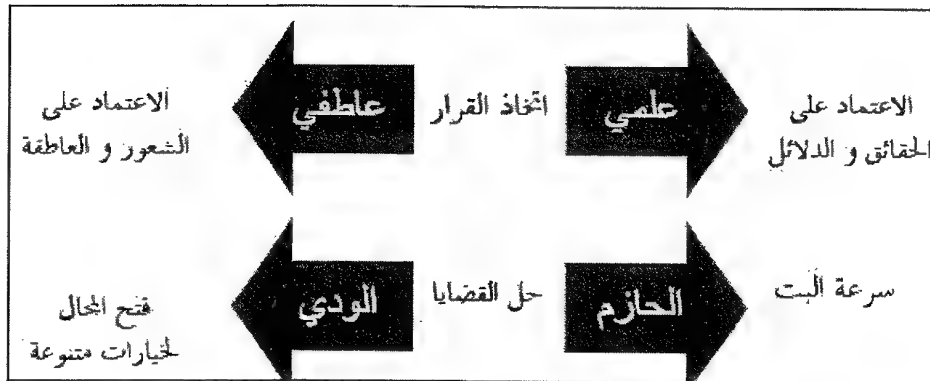 الاعتماد على
الحقائق و الدلائل
علمي
اتخاذ القرار
عاطفي
الاعتماد على
الشعور و العاطفة
سرعة البت
الحازم
حل القضايا
الودي
فتح المجال
لخيارات متنوعة